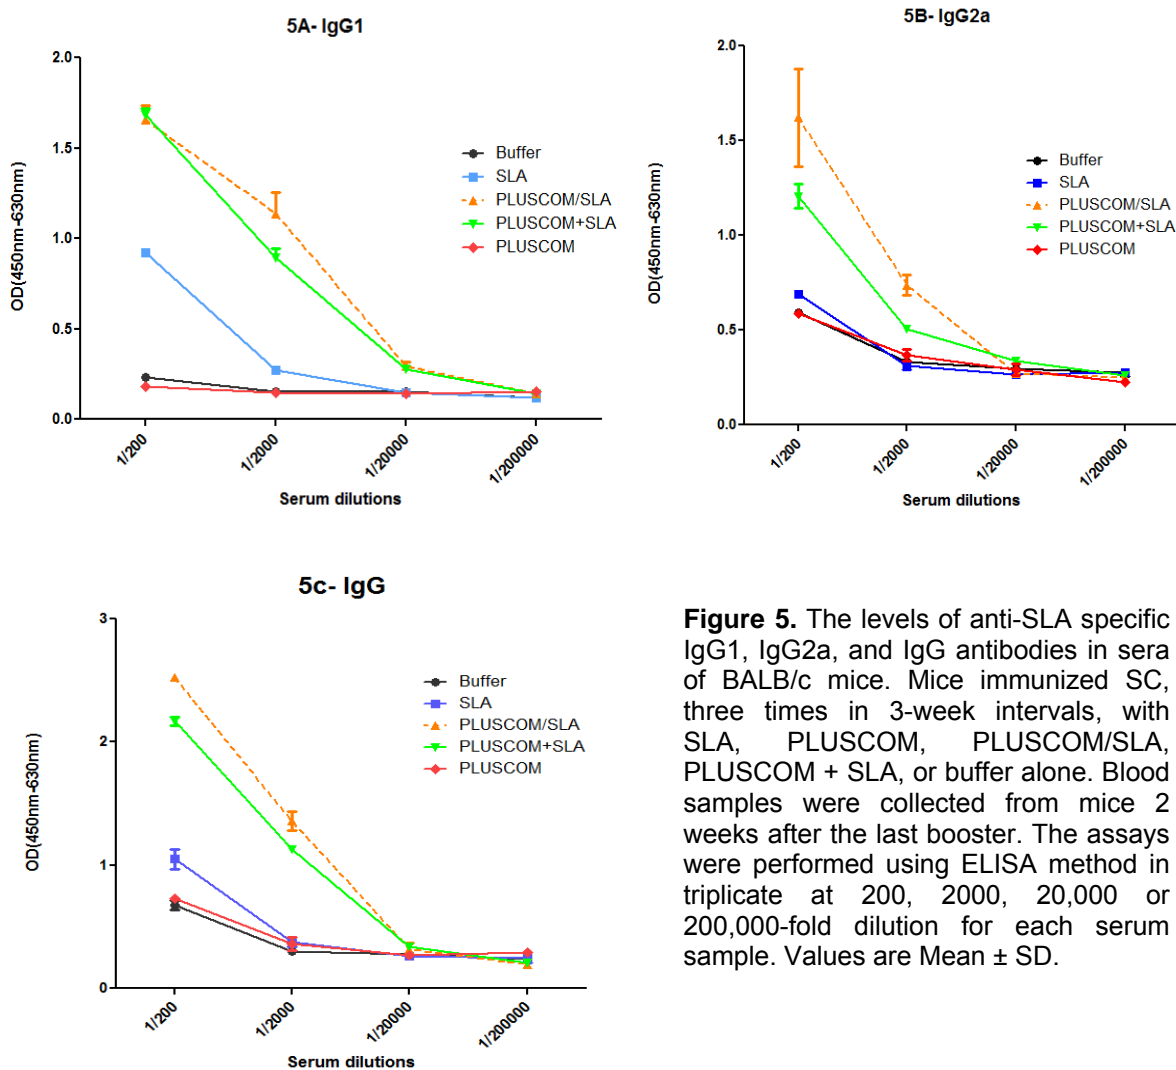 5A- IgG1
2.0
1.5
1.0
0.5
0.0
OD(450nm-630nm)
Buffer
SLA
PLUSCOM/SLA
PLUSCOM+SLA
PLUSCOM
1/200
1/2000
1/20000
1/200000
Serum dilutions
5B- IgG2a
2.0
1.5
1.0
0.5
0.0
OD(450nm-630nm)
Buffer
SLA
PLUSCOM/SLA
PLUSCOM+SLA
PLUSCOM
1/200
1/2000
1/20000
1/200000
Serum dilutions
5c- IgG
3
2
1
0
OD(450nm-630nm)
Buffer
SLA
PLUSCOM/SLA
PLUSCOM+SLA
PLUSCOM
1/200
1/2000
1/20000
1/200000
Serum dilutions
Figure 5. The levels of anti-SLA specific
IgG1, IgG2a, and IgG antibodies in sera
of BALB/c mice. Mice immunized SC,
three times in 3-week intervals, with
SLA, PLUSCOM, PLUSCOM/SLA,
PLUSCOM + SLA, or buffer alone. Blood
samples were collected from mice 2
weeks after the last booster. The assays
were performed using ELISA method in
triplicate at 200, 2000, 20,000 or
200,000-fold dilution for each serum
sample. Values are Mean ± SD.